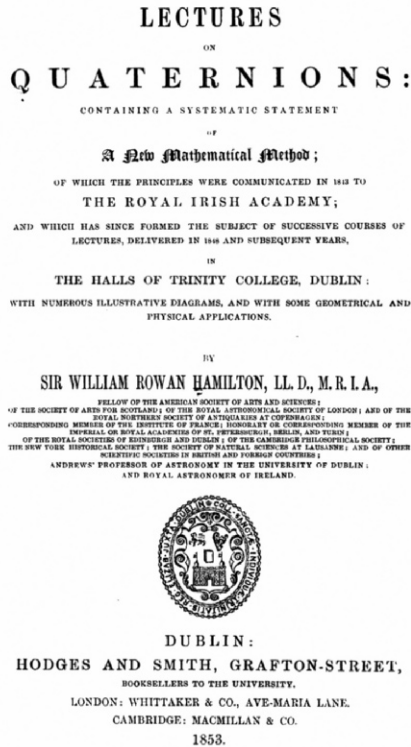 LECTURES
ON
QUATERNIONS:
CONTAINING A SYSTEMATIC STATEMENT
OF
A New Mathematical Method;
OF WHICH THE PRINCIPLES WERE COMMUNICATED IN 1843 TO
THE ROYAL IRISH ACADEMY;
AND WHICH HAS SINCE FORMED THE SUBJECT OF SUCCESSIVE COURSES OF
LECTURES, DELIVERED IN 1848 AND SUBSEQUENT YEARS,
IN
THE HALLS OF TRINITY COLLEGE, DUBLIN:
WITH NUMEROUS ILLUSTRATIVE DIAGRAMS, AND WITH SOME GEOMETRICAL AND
PHYSICAL APPLICATIONS.
BY
SIR WILLIAM ROWAN HAMILTON, LL. D., M. R. I. A.,
FELLOW OF THE AMERICAN SOCIETY OF ARTS AND SCIENCES;
OF THE SOCIETY OF ARTS FOR SCOTLAND; OF THE ROYAL ASTRONOMICAL SOCIETY OF LONDON; AND OF THE
ROYAL NORTHERN SOCIETY OF ANTIQUARIES AT COPENHAGEN;
CORRESPONDING MEMBER OF THE INSTITUTE OF FRANCE; HONORARY OR CORRESPONDING MEMBER OF THE
IMPERIAL OR ROYAL ACADEMIES OF ST. PETERSBURGH, BERLIN, AND TURIN;
OF THE ROYAL SOCIETIES OF EDINBURGH AND DUBLIN; OF THE CAMBRIDGE PHILOSOPHICAL SOCIETY;
THE NEW YORK HISTORICAL SOCIETY; THE SOCIETY OF NATURAL SCIENCES AT LAUSANNE; AND OF OTHER
SCIENTIFIC SOCIETIES IN BRITISH AND FOREIGN COUNTRIES;
ANDREWS' PROFESSOR OF ASTRONOMY IN THE UNIVERSITY OF DUBLIN;
AND ROYAL ASTRONOMER OF IRELAND.
DUBLIN:
HODGES AND SMITH, GRAFTON-STREET,
BOOKSELLERS TO THE UNIVERSITY.
LONDON: WHITTAKER & CO., AVE-MARIA LANE.
CAMBRIDGE: MACMILLAN & CO.
1853.